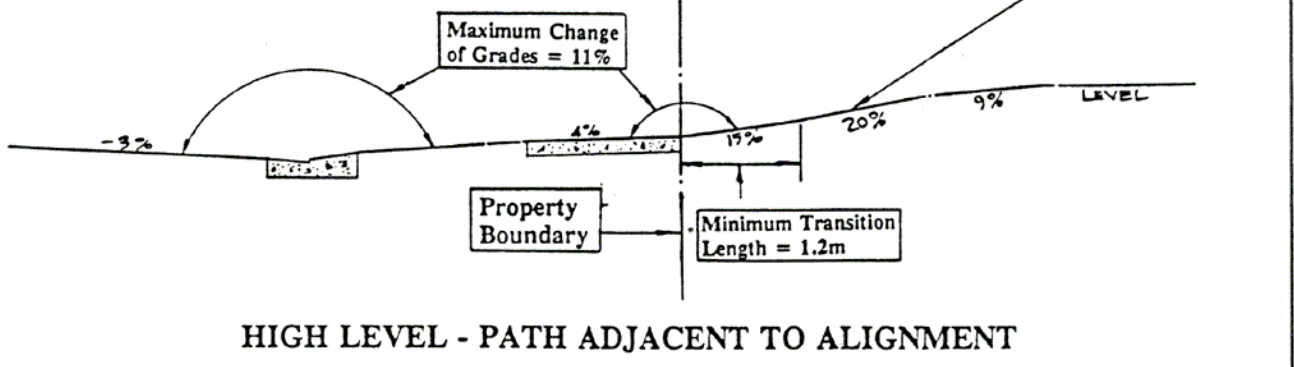 Maximum Change
of Grades = 11%
-3%
4%
15%
20%
9%
LEVEL
Property
Boundary
Minimum Transition
Length = 1.2m
HIGH LEVEL - PATH ADJACENT TO ALIGNMENT